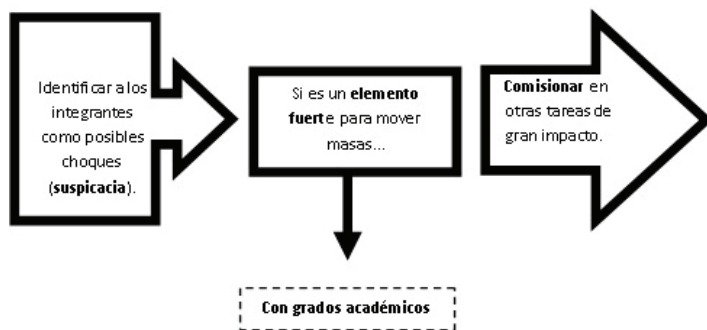 Identificar a los
integrantes
como posibles
choques
(suspicacia).
Si es un elemento
fuerte para mover
masas...
Comisionar en
otras tareas de
gran impacto.
Con grados académicos